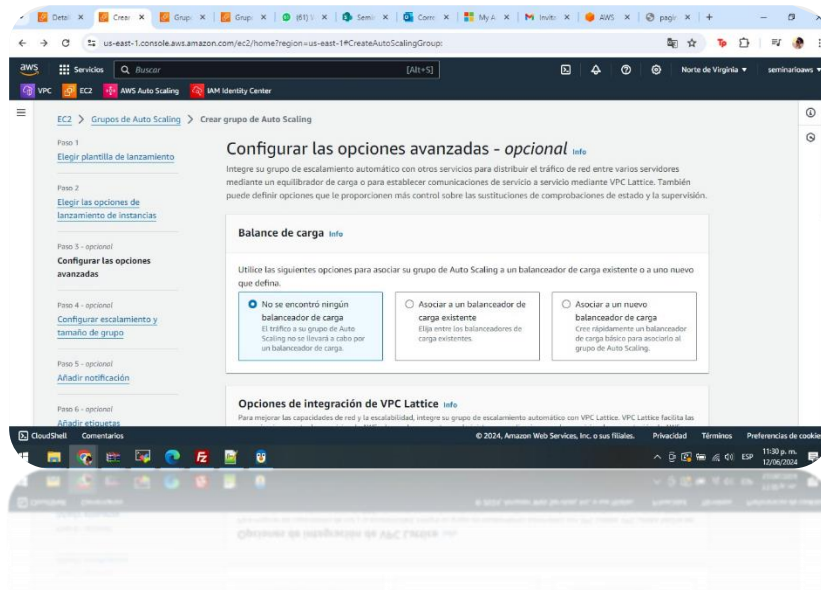 Detal
Crear
Grup
Grup
(61)
AWS
us-east-1.console.aws.amazon.com/ec2/home?region=us-east-1#CreateAutoScalingGroup:
aws
Servicios
Buscar
[Alt+S]
Norte de Virginia
seminarioaws
VPC
EC2
AWS Auto Scaling
IAM Identity Center
EC2 > Grupos de Auto Scaling > Crear grupo de Auto Scaling
Paso 1
Elegir plantilla de lanzamiento
Paso 2
Elegir las opciones de
lanzamiento de instancias
Paso 3 - opcional
Configurar las opciones
avanzadas
Paso 4 - opcional
Configurar escalamiento y
tamaño de grupo
Paso 5 - opcional
Añadir notificación
Paso 6 - opcional
Añadir etiquetas
Configurar las opciones avanzadas - opcional Info
Integre su grupo de escalamiento automático con otros servicios para distribuir el tráfico de red entre varios servidores
mediante un equilibrador de carga o para establecer comunicaciones de servicio a servicio mediante VPC Lattice. También
puede definir opciones que le proporcionen más control sobre las sustituciones de comprobaciones de estado y la supervisión.
Balance de carga Info
Utilice las siguientes opciones para asociar su grupo de Auto Scaling a un balanceador de carga existente o a uno nuevo
que defina.
No se encontró ningún
balanceador de carga
El tráfico a su grupo de Auto
Scaling no se llevará a cabo por
un balanceador de carga.
Asociar a un balanceador de
carga existente
Elija entre los balanceadores de
carga existentes.
Asociar a un nuevo
balanceador de carga
Cree rápidamente un balanceador
de carga básico para asociarlo al
grupo de Auto Scaling.
Opciones de integración de VPC Lattice Info
Para mejorar las capacidades de red y la escalabilidad, integre su grupo de escalamiento automático con VPC Lattice. VPC Lattice facilita las
CloudShell
Comentarios
© 2024, Amazon Web Services, Inc. o sus filiales.
Privacidad
Términos
Preferencias de cookies
ESP
11:30 p. m.
12/06/2024